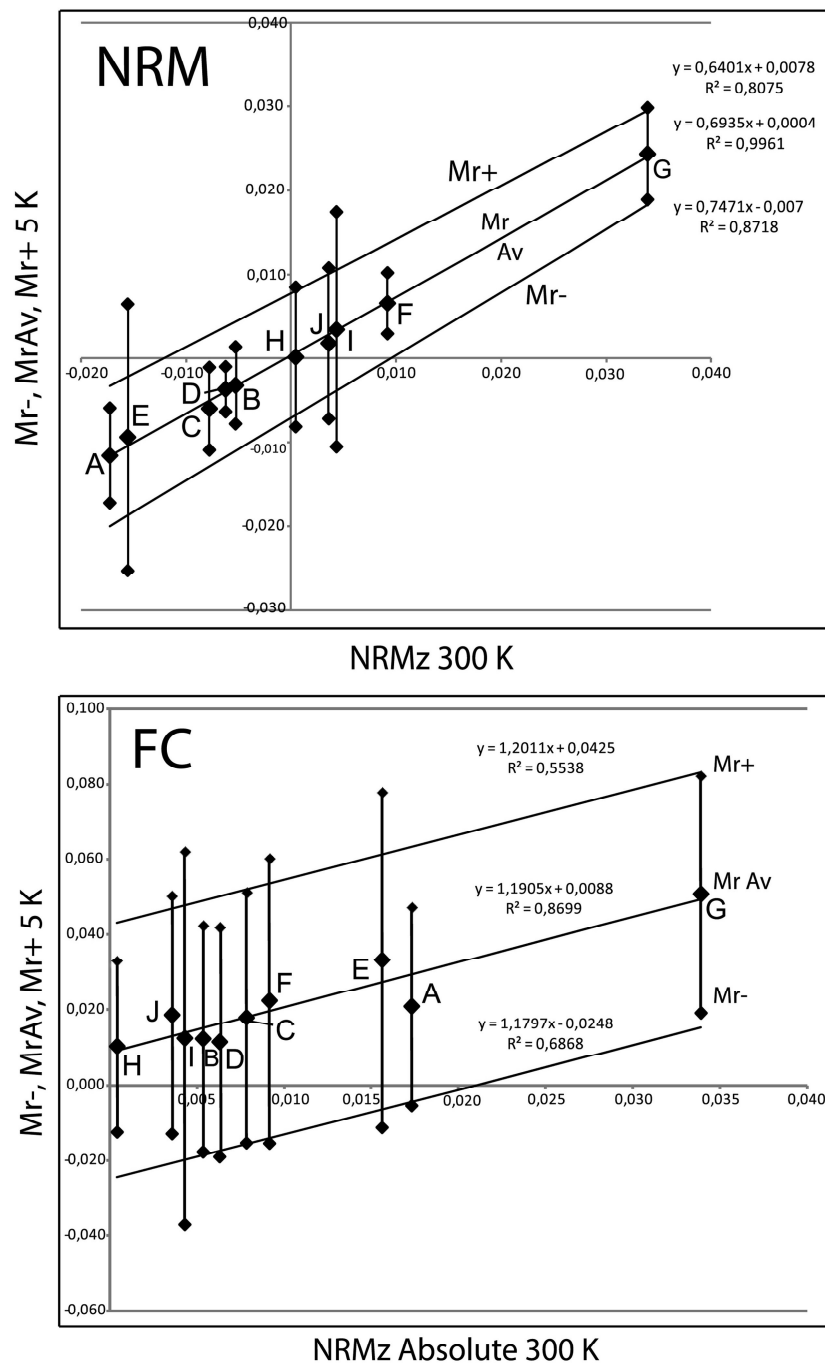 NRM
0,040
0,030
0,020
0,010
-0,010
-0,020
-0,030
-0,020
-0,010
0,010
0,020
0,030
0,040
y = 0,6401x + 0,0078
R² = 0,8075
y = 0,6935x + 0,0004
R² = 0,9961
y = 0,7471x - 0,007
R² = 0,8718
Mr+
Mr
Av
Mr-
A
E
D
C
B
H
J
I
F
G
Mr-, MrAv, Mr+ 5 K
NRMz 300 K
FC
0,100
0,080
0,060
0,040
0,020
0,000
-0,020
-0,040
-0,060
0,005
0,010
0,015
0,020
0,025
0,030
0,035
0,040
y = 1,2011x + 0,0425
R² = 0,5538
y = 1,1905x + 0,0088
R² = 0,8699
y = 1,1797x - 0,0248
R² = 0,6868
Mr+
Mr Av
G
Mr-
H
J
I
B
D
C
F
E
A
Mr-, MrAv, Mr+ 5 K
NRMz Absolute 300 K